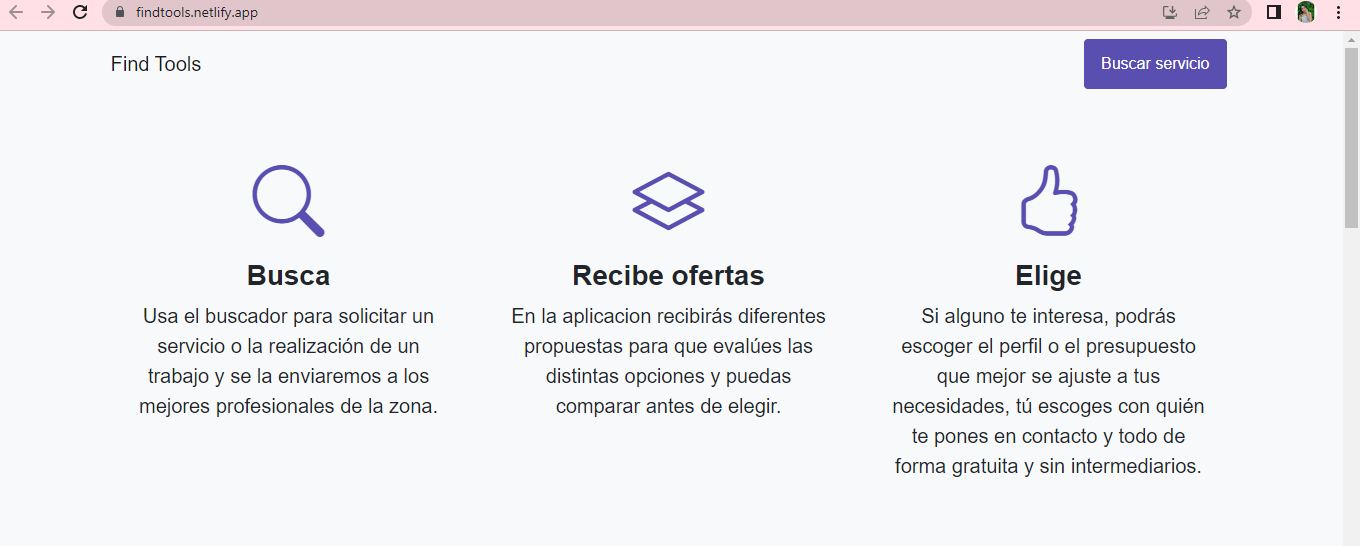 findtools.netlify.app
Find Tools
Buscar servicio
Busca
Usa el buscador para solicitar un
servicio o la realización de un
trabajo y se la enviaremos a los
mejores profesionales de la zona.
Recibe ofertas
En la aplicacion recibirás diferentes
propuestas para que evalúes las
distintas opciones y puedas
comparar antes de elegir.
Elige
Si alguno te interesa, podrás
escoger el perfil o el presupuesto
que mejor se ajuste a tus
necesidades, tú escoges con quién
te pones en contacto y todo de
forma gratuita y sin intermediarios.